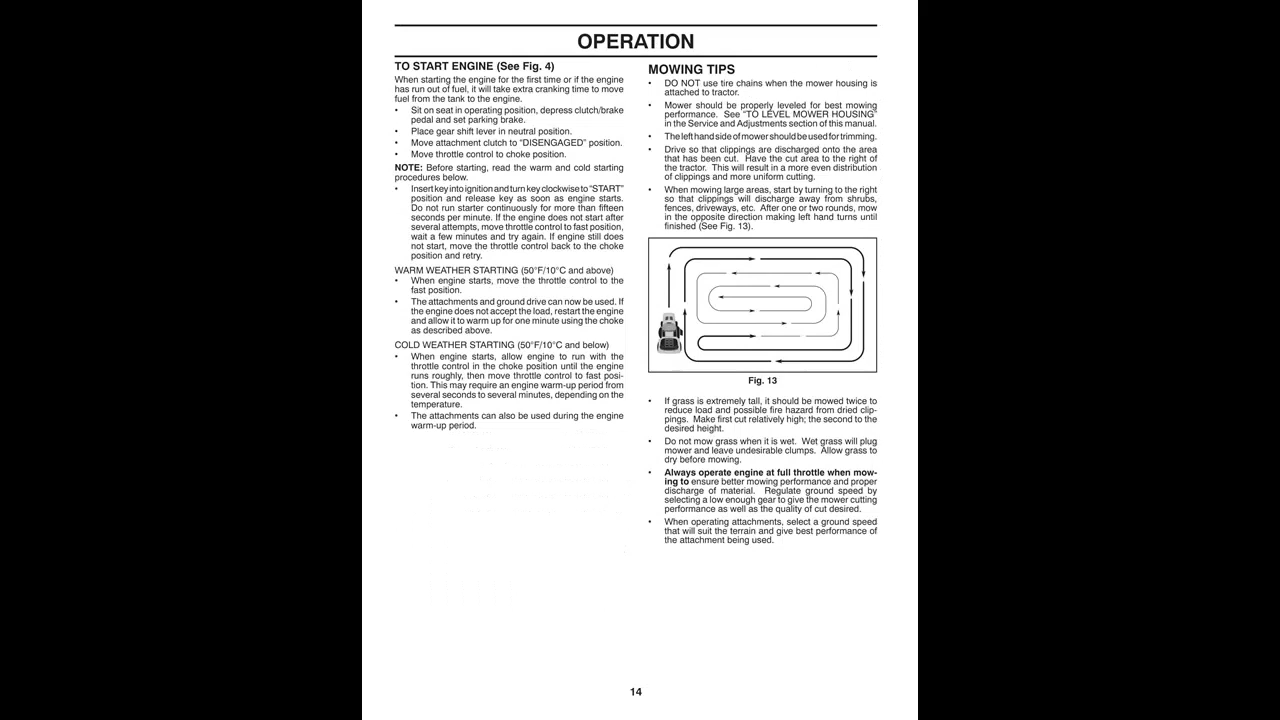 OPERATION
TO START ENGINE (See Fig. 4)
When starting the engine for the first time or if the engine
has run out of fuel, it will take extra cranking time to move
fuel from the tank to the engine.
• Sit on seat in operating position, depress clutch/brake
pedal and set parking brake.
• Place gear shift lever in neutral position.
• Move attachment clutch to “DISENGAGED” position.
• Move throttle control to choke position.
NOTE: Before starting, read the warm and cold starting
procedures below.
• Insert key into ignition and turn key clockwise to “START”
position and release key as soon as engine starts.
Do not run starter continuously for more than fifteen
seconds per minute. If the engine does not start after
several attempts, move throttle control to fast position,
wait a few minutes and try again. If engine still does
not start, move the throttle control back to the choke
position and retry.
WARM WEATHER STARTING (50°F/10°C and above)
• When engine starts, move the throttle control to the
fast position.
• The attachments and ground drive can now be used. If
the engine does not accept the load, restart the engine
and allow it to warm up for one minute using the choke
as described above.
COLD WEATHER STARTING (50°F/10°C and below)
• When engine starts, allow engine to run with the
throttle control in the choke position until the engine
runs roughly, then move throttle control to fast posi-
tion. This may require an engine warm-up period from
several seconds to several minutes, depending on the
temperature.
• The attachments can also be used during the engine
warm-up period.
MOWING TIPS
• DO NOT use tire chains when the mower housing is
attached to tractor.
• Mower should be properly leveled for best mowing
performance. See “TO LEVEL MOWER HOUSING”
in the Service and Adjustments section of this manual.
• The left hand side of mower should be used for trimming.
• Drive so that clippings are discharged onto the area
that has been cut. Have the cut area to the right of
the tractor. This will result in a more even distribution
of clippings and more uniform cutting.
• When mowing large areas, start by turning to the right
so that clippings will discharge away from shrubs,
fences, driveways, etc. After one or two rounds, mow
in the opposite direction making left hand turns until
finished (See Fig. 13).
Fig. 13
• If grass is extremely tall, it should be mowed twice to
reduce load and possible fire hazard from dried clip-
pings. Make first cut relatively high; the second to the
desired height.
• Do not mow grass when it is wet. Wet grass will plug
mower and leave undesirable clumps. Allow grass to
dry before mowing.
• Always operate engine at full throttle when mow-
ing to ensure better mowing performance and proper
discharge of material. Regulate ground speed by
selecting a low enough gear to give the mower cutting
performance as well as the quality of cut desired.
• When operating attachments, select a ground speed
that will suit the terrain and give best performance of
the attachment being used.
14